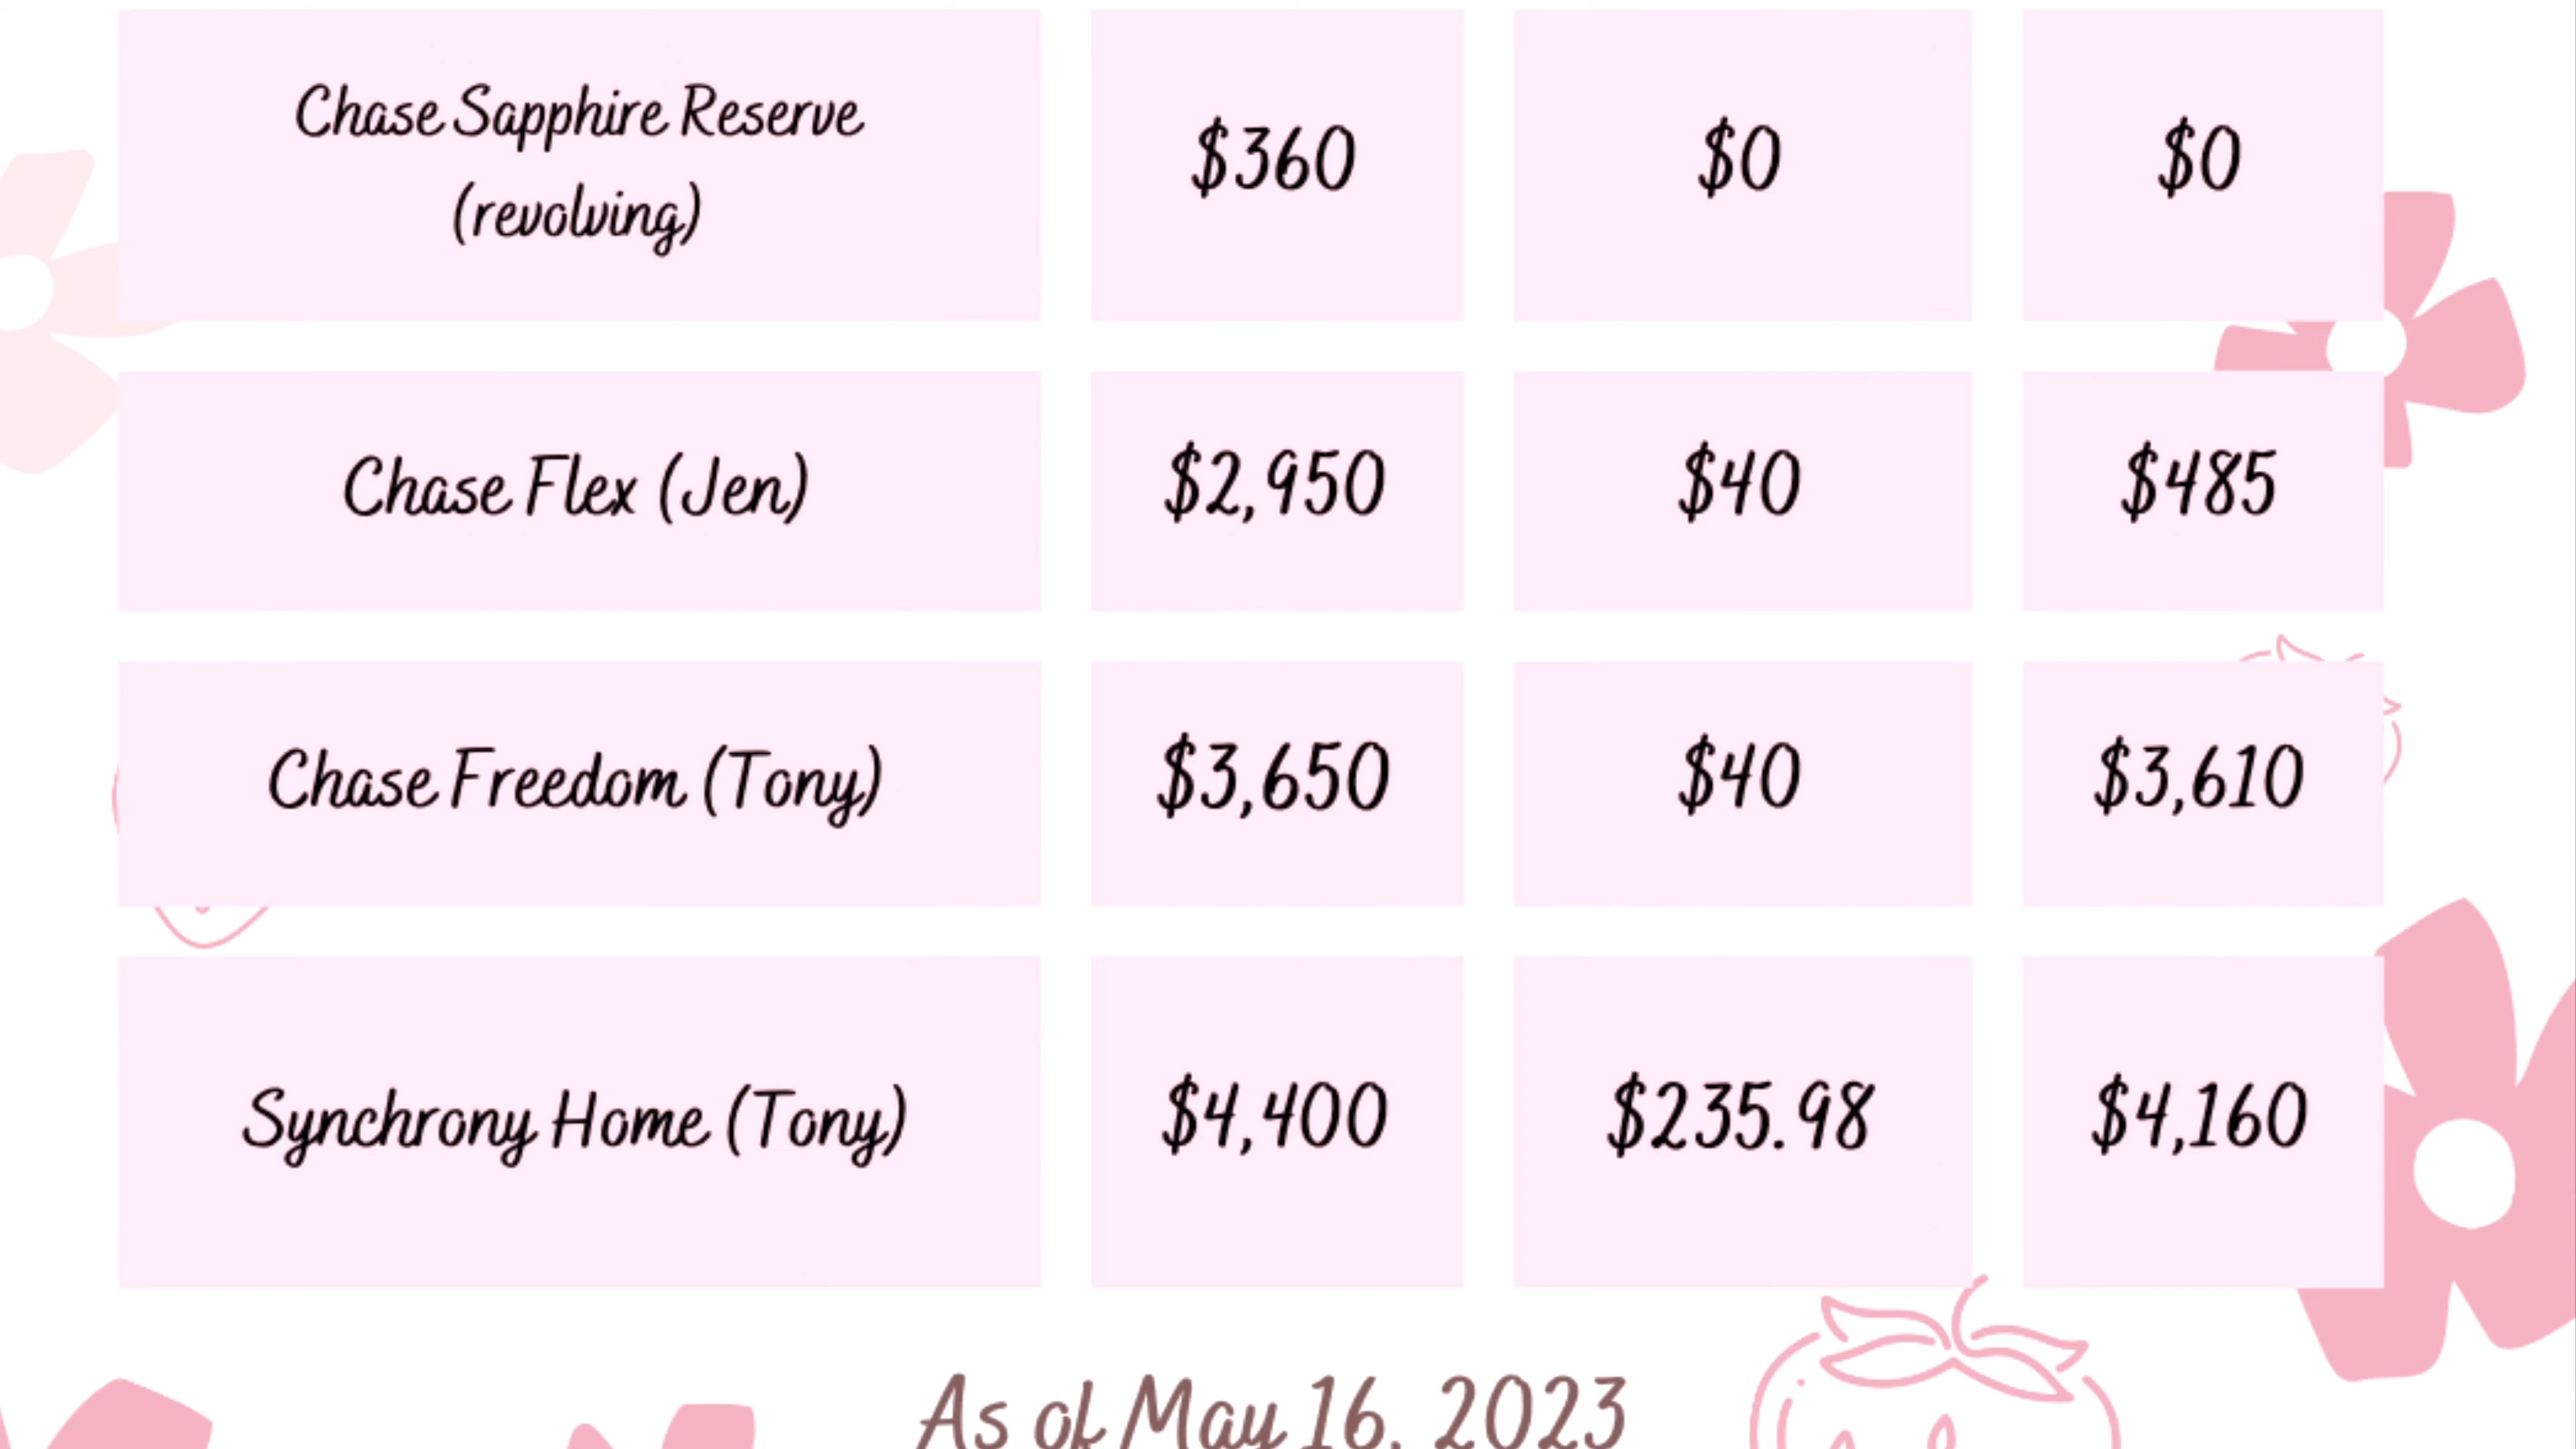 Chase Sapphire Reserve
(revolving)
$360
$0
$0
Chase Flex (Jen)
$2,950
$40
$485
Chase Freedom (Tony)
$3,650
$40
$3,610
Synchrony Home (Tony)
$4,400
$235.98
$4,160
As of May 16, 2023